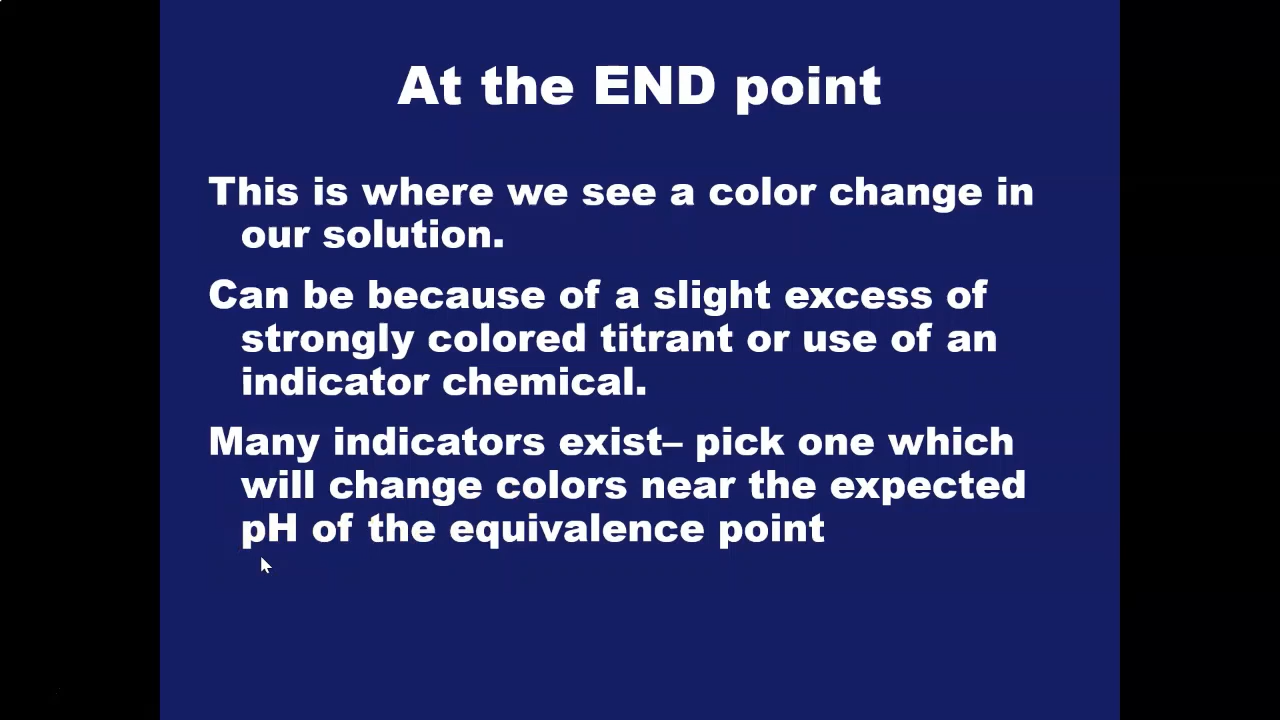 At the END point
This is where we see a color change in
our solution.
Can be because of a slight excess of
strongly colored titrant or use of an
indicator chemical.
Many indicators exist– pick one which
will change colors near the expected
pH of the equivalence point